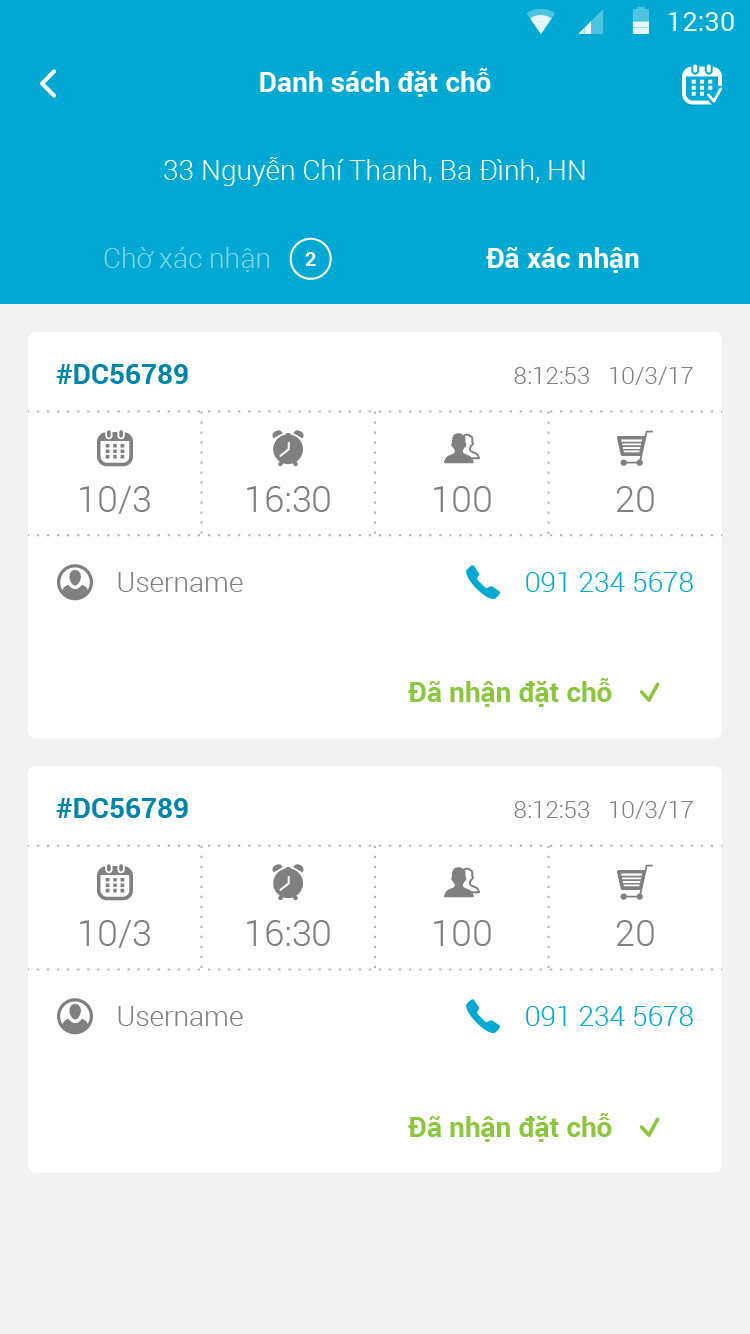 12:30
Danh sách đặt chỗ
33 Nguyễn Chí Thanh, Ba Đình, HN
Chờ xác nhận 2 Đã xác nhận
#DC56789 8:12:53 10/3/17
10/3 16:30 100 20
Username 091 234 5678
Đã nhận đặt chỗ
#DC56789 8:12:53 10/3/17
10/3 16:30 100 20
Username 091 234 5678
Đã nhận đặt chỗ